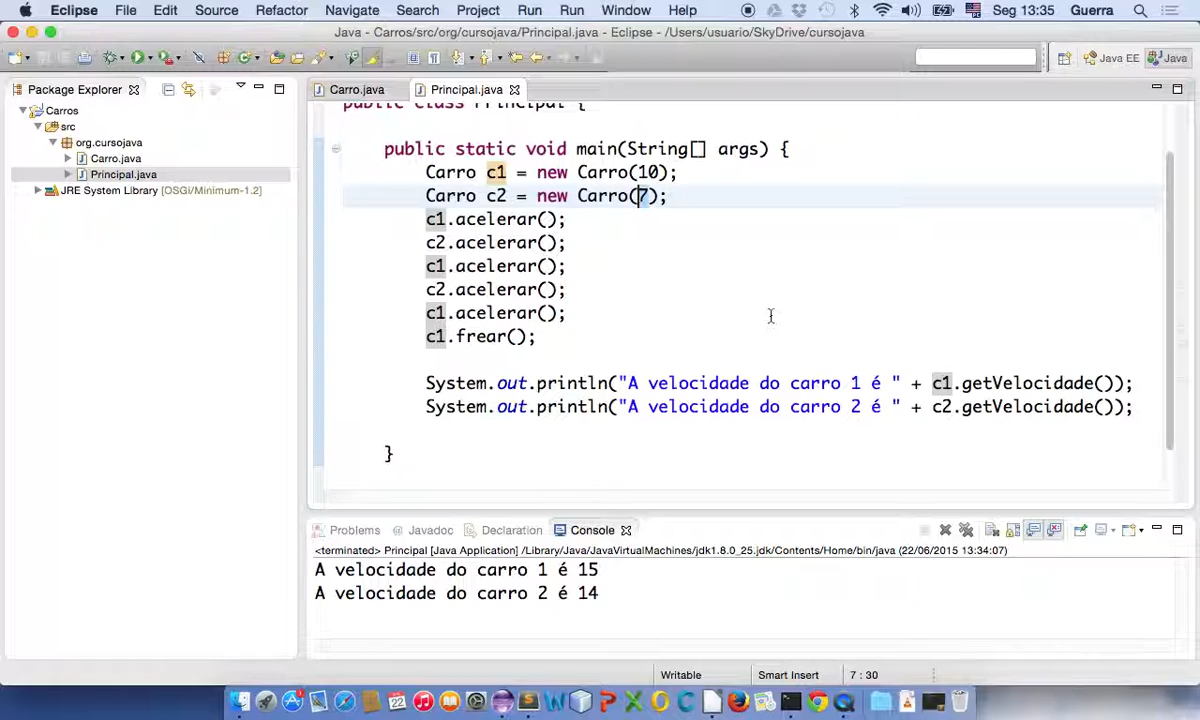 Eclipse File Edit Source Refactor Navigate Search Project Run Run Window Help Seg 13:35 Guerra
Java - Carros/src/org/cursojava/Principal.java - Eclipse - /Users/usuario/SkyDrive/cursojava
Java EE Java
Package Explorer
Carros
src
org.cursojava
Carro.java
Principal.java
JRE System Library [OSGi/Minimum-1.2]
Carro.java Principal.java
public class Principal {
public static void main(String[] args) {
Carro c1 = new Carro(10);
Carro c2 = new Carro(7);
c1.acelerar();
c2.acelerar();
c1.acelerar();
c2.acelerar();
c1.acelerar();
c1.frear();
System.out.println("A velocidade do carro 1 é " + c1.getVelocidade());
System.out.println("A velocidade do carro 2 é " + c2.getVelocidade());
}
Problems @ Javadoc Declaration Console
<terminated> Principal [Java Application] /Library/Java/JavaVirtualMachines/jdk1.8.0_25.jdk/Contents/Home/bin/java (22/06/2015 13:34:07)
A velocidade do carro 1 é 15
A velocidade do carro 2 é 14
Writable Smart Insert 7 : 30
22